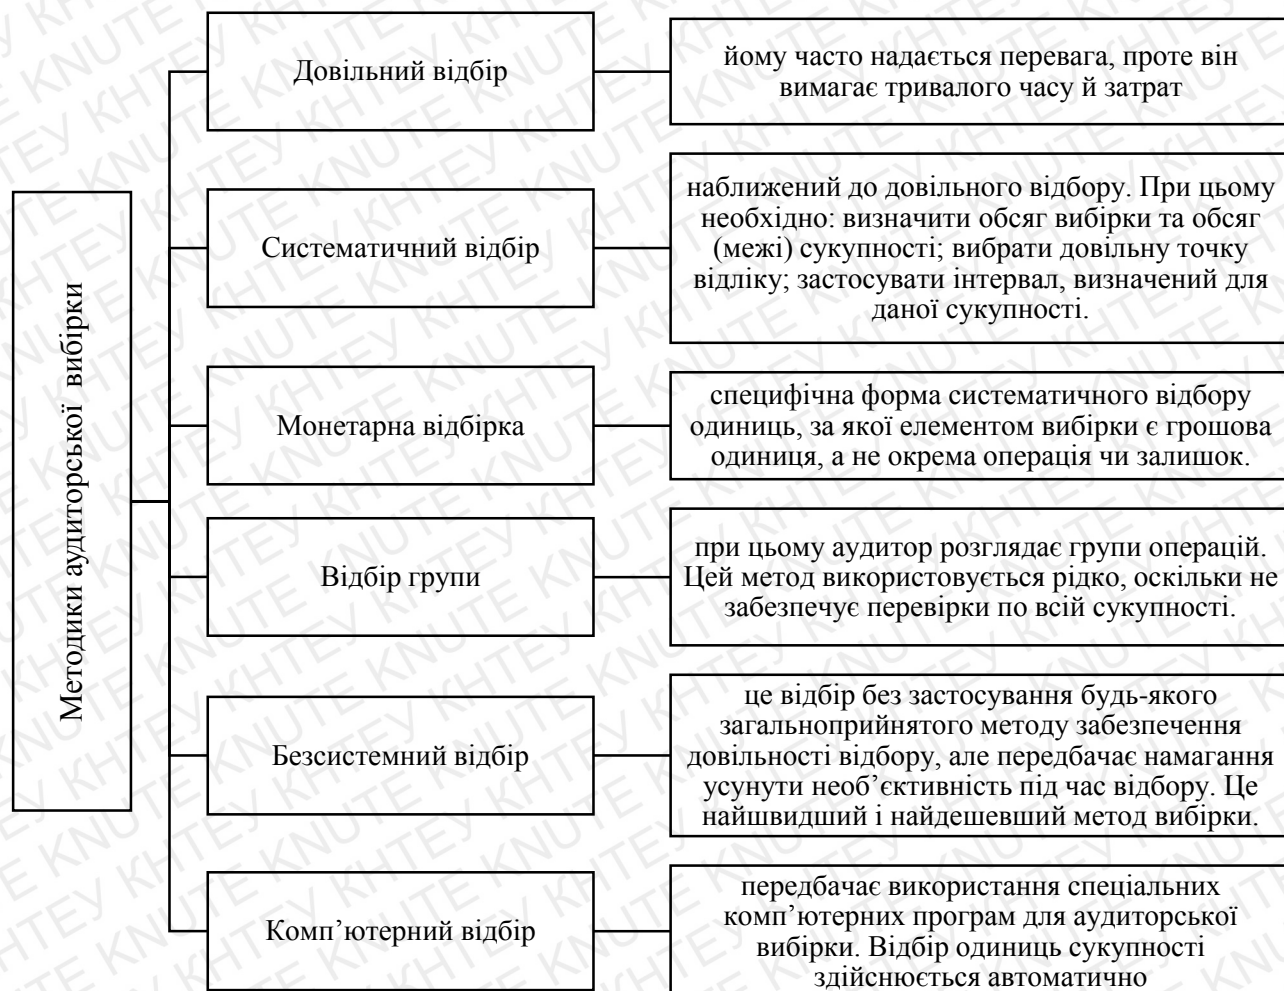 Методики аудиторської вибірки
Довільний відбір
йому часто надається перевага, проте він
вимагає тривалого часу й затрат
Систематичний відбір
наближений до довільного відбору. При цьому
необхідно: визначити обсяг вибірки та обсяг
(межі) сукупності; вибрати довільну точку
відліку; застосувати інтервал, визначений для
даної сукупності.
Монетарна відбірка
специфічна форма систематичного відбору
одиниць, за якої елементом вибірки є грошова
одиниця, а не окрема операція чи залишок.
Відбір групи
при цьому аудитор розглядає групи операцій.
Цей метод використовується рідко, оскільки не
забезпечує перевірки по всій сукупності.
Безсистемний відбір
це відбір без застосування будь-якого
загальноприйнятого методу забезпечення
довільності відбору, але передбачає намагання
усунути необ’єктивність під час відбору. Це
найшвидший і найдешевший метод вибірки.
Комп’ютерний відбір
передбачає використання спеціальних
комп’ютерних програм для аудиторської
вибірки. Відбір одиниць сукупності
здійснюється автоматично